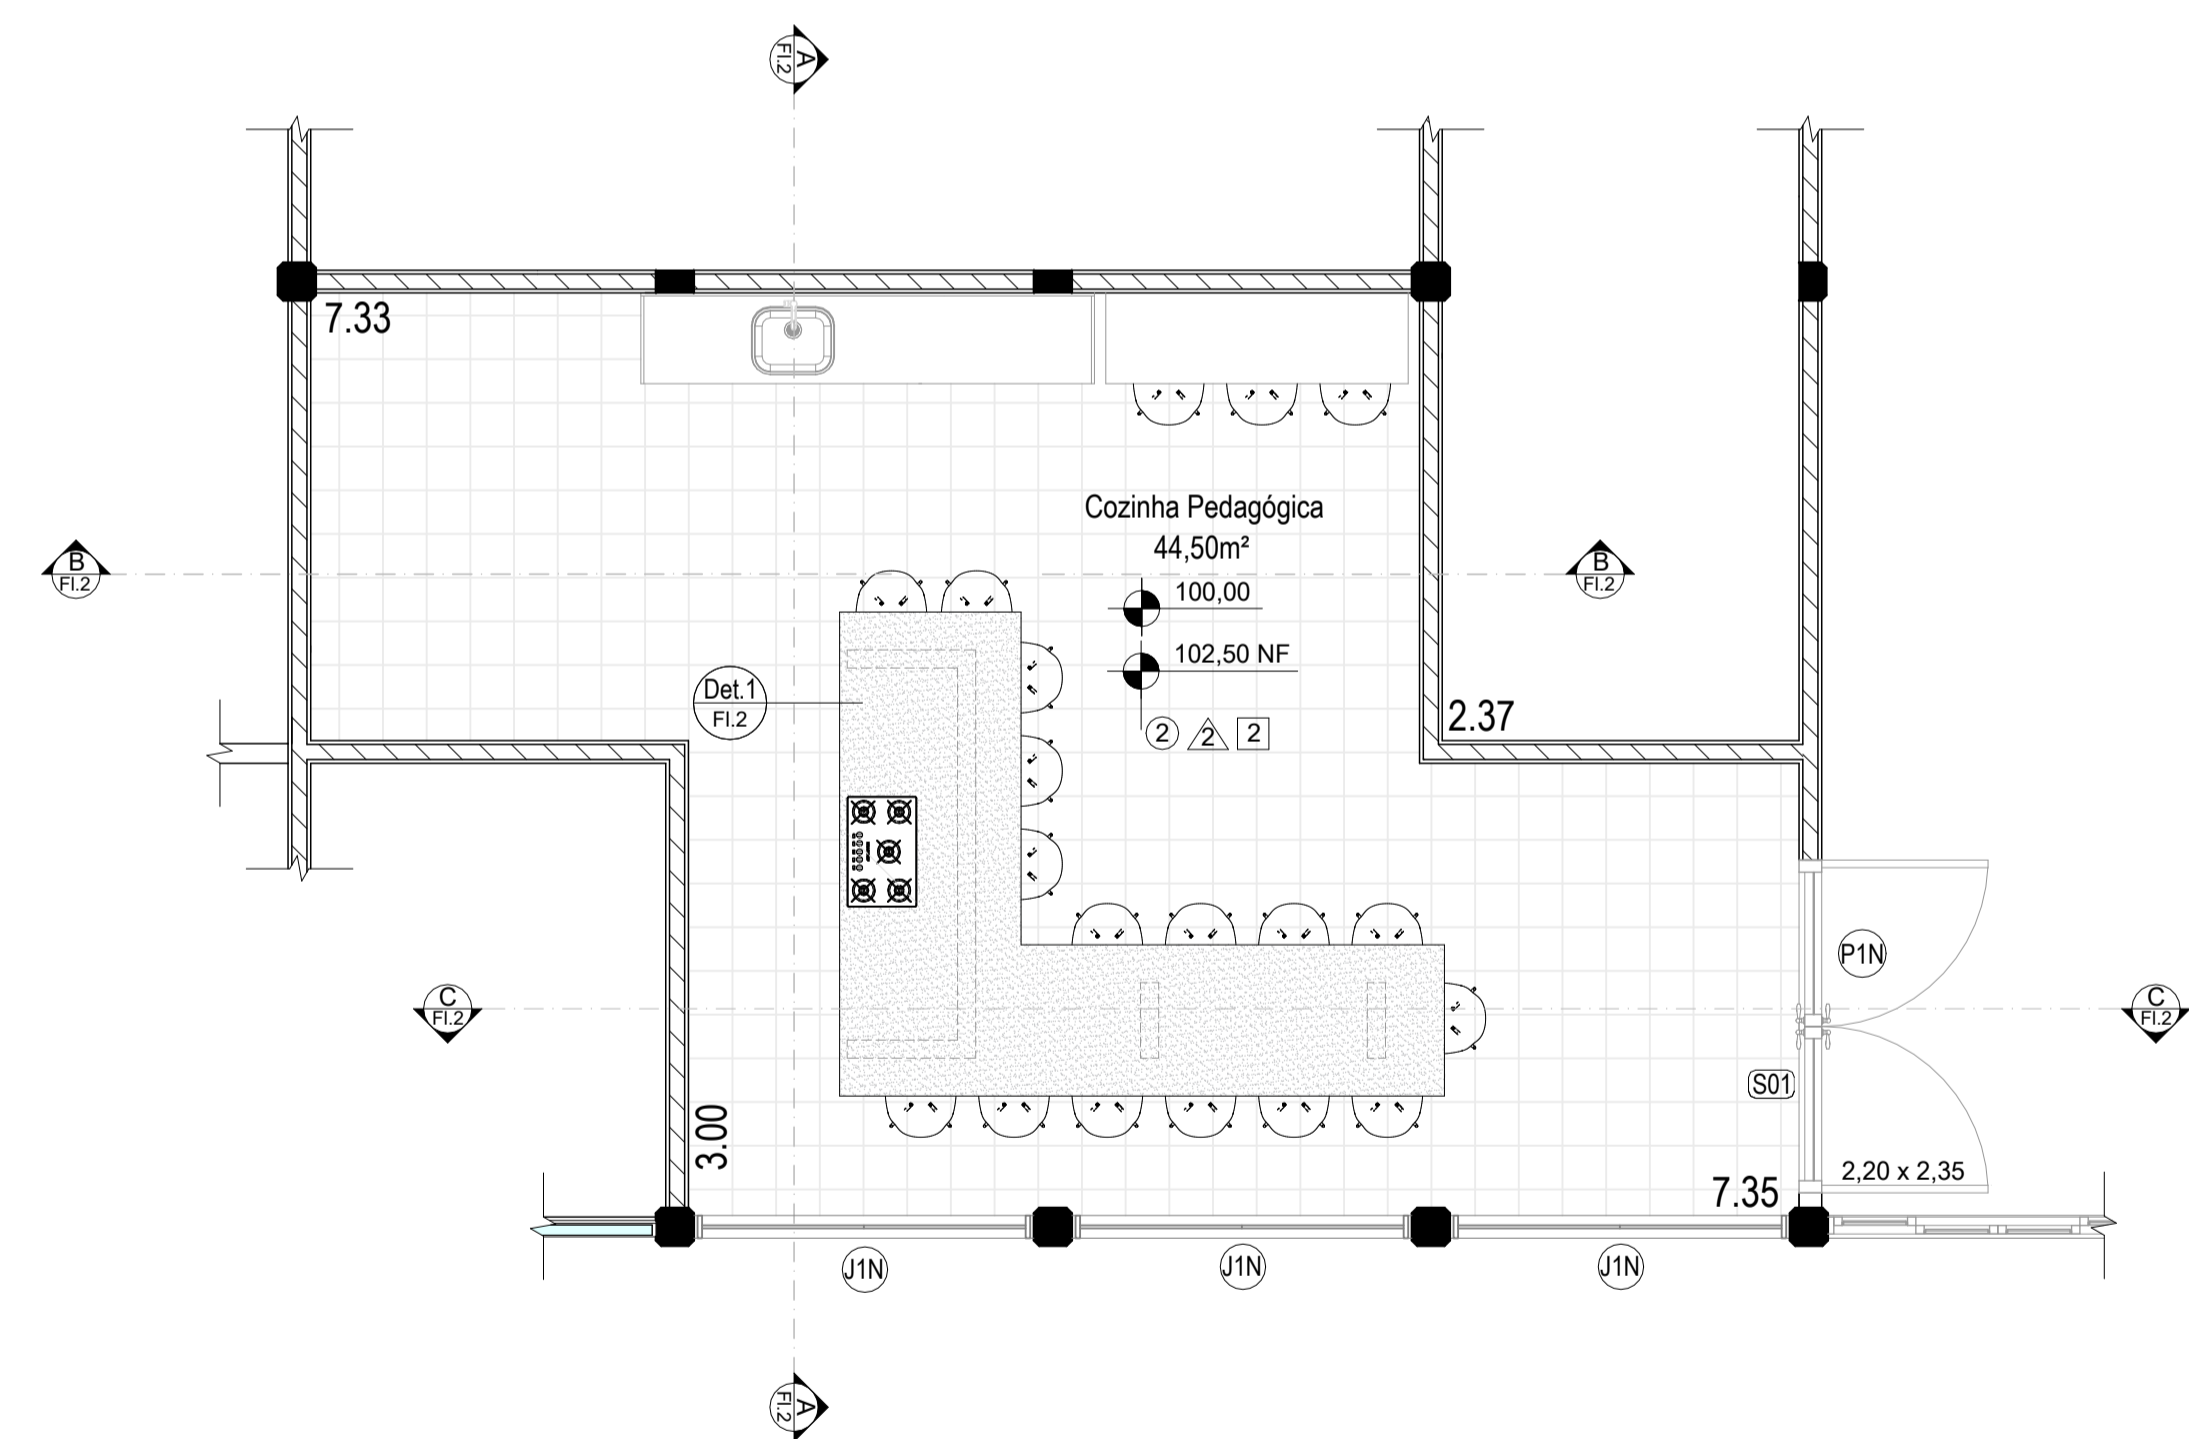 A
Fl.2
7.33
Cozinha Pedagógica
44,50m²
B
Fl.2
B
Fl.2
100,00
102,50 NF
Det.1
Fl.2
2.37
2
2
2
P1N
C
Fl.2
C
Fl.2
S01
3.00
2,20 x 2,35
7.35
J1N
J1N
J1N
A
Fl.2